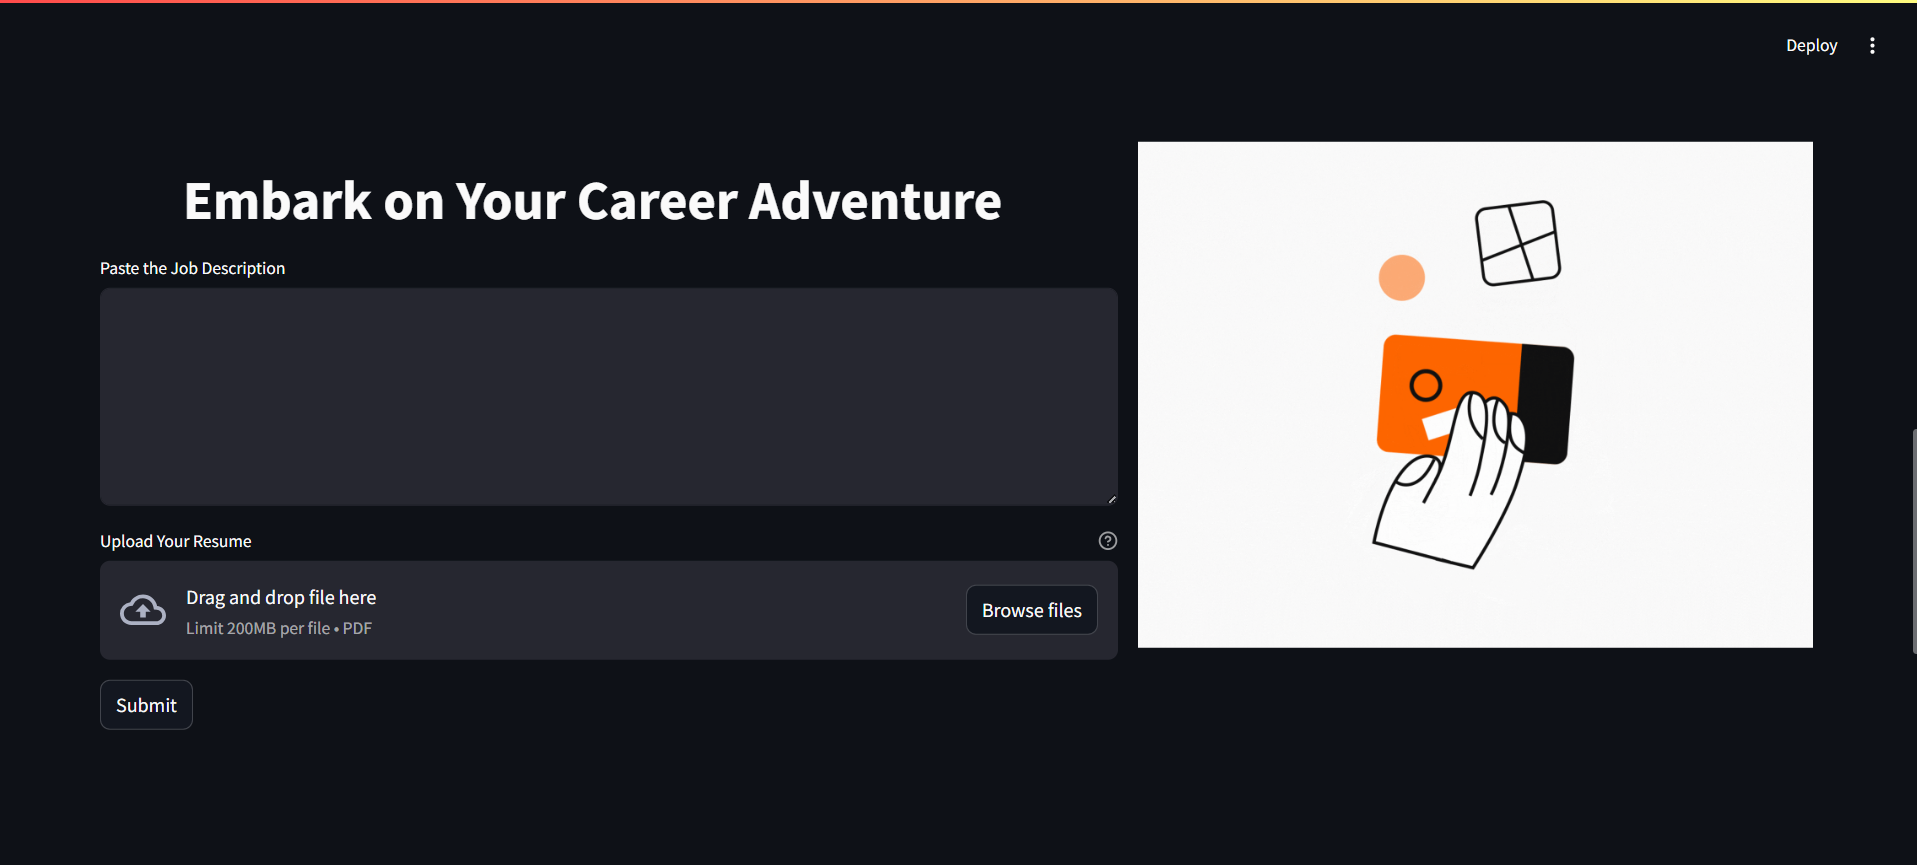 Deploy
Embark on Your Career Adventure
Paste the Job Description
Upload Your Resume
Drag and drop file here
Limit 200MB per file • PDF
Browse files
Submit